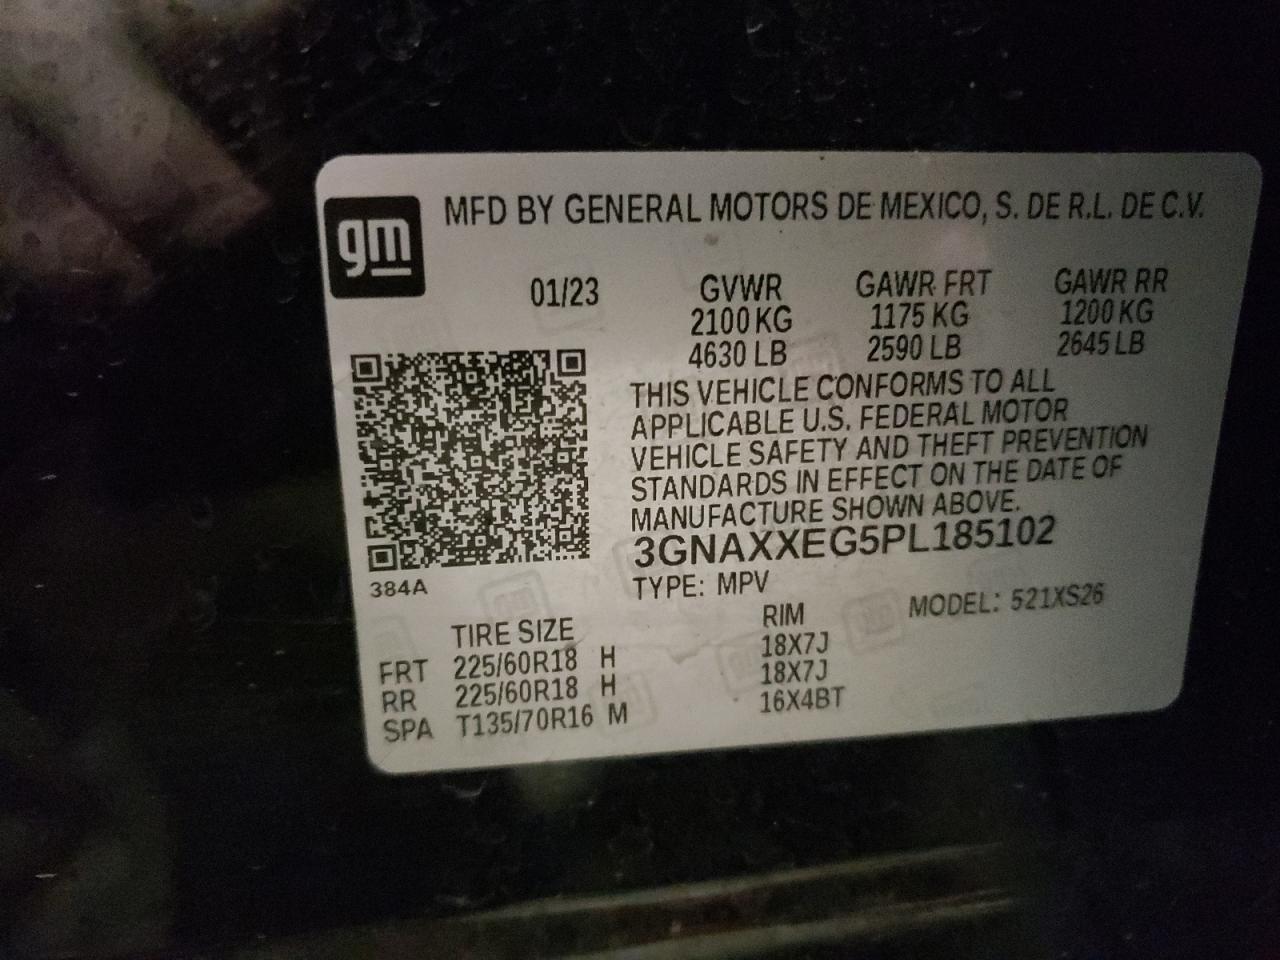 gm
MFD BY GENERAL MOTORS DE MEXICO, S. DE R.L. DE C.V.
01/23 GVWR GAWR FRT GAWR RR
2100 KG 1175 KG 1200 KG
4630 LB 2590 LB 2645 LB
THIS VEHICLE CONFORMS TO ALL
APPLICABLE U.S. FEDERAL MOTOR
VEHICLE SAFETY AND THEFT PREVENTION
STANDARDS IN EFFECT ON THE DATE OF
MANUFACTURE SHOWN ABOVE.
3GNAXXEG5PL185102
384A
TYPE: MPV MODEL: 521XS26
TIRE SIZE RIM
FRT 225/60R18 H 18X7J
RR 225/60R18 H 18X7J
SPA T135/70R16 M 16X4BT